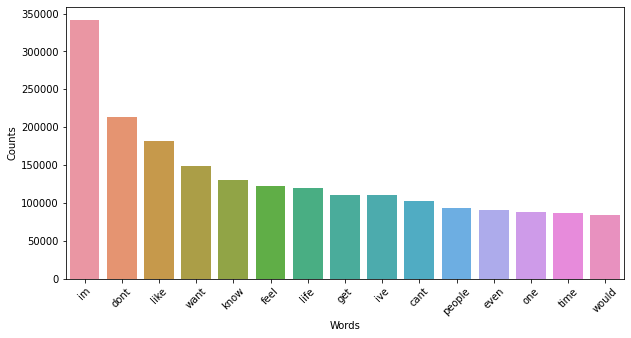 350000
300000
250000
200000
150000
100000
50000
0
Counts
im
dont
like
want
know
feel
life
get
ive
cant
people
even
one
time
would
Words